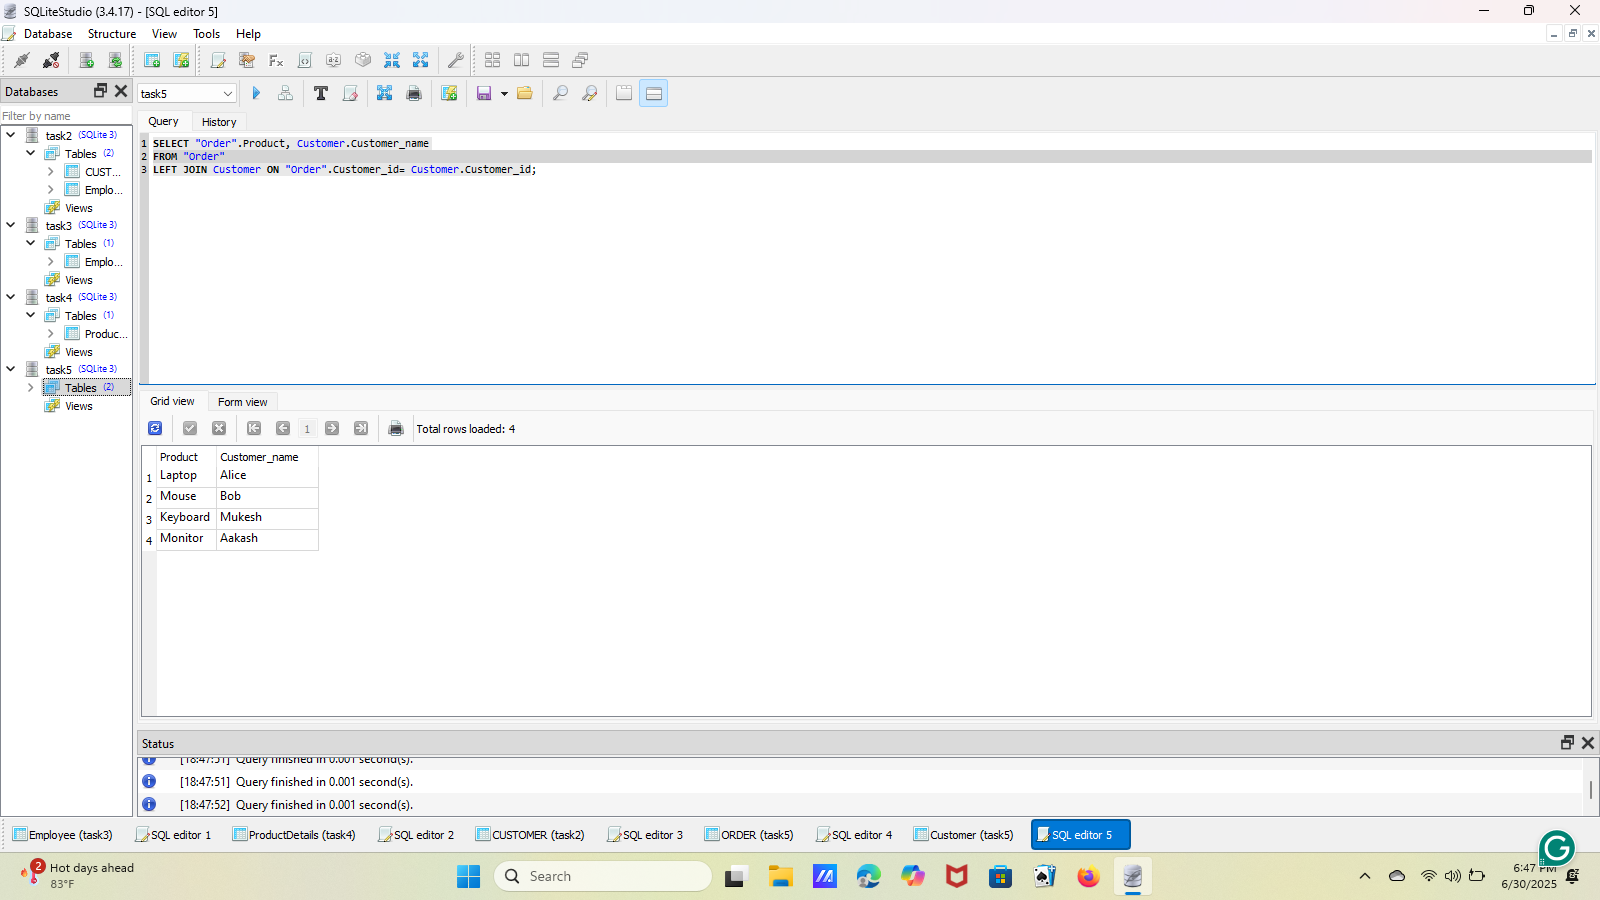 SQLiteStudio (3.4.17) - [SQL editor 5]
Database Structure View Tools Help
Databases
task5
Filter by name
Query History
task2 (SQLite 3)
Tables (2)
CUST...
Emplo...
Views
task3 (SQLite 3)
Tables (1)
Emplo...
Views
task4 (SQLite 3)
Tables (1)
Produc...
Views
task5 (SQLite 3)
Tables (2)
Views
1 SELECT "Order".Product, Customer.Customer_name
2 FROM "Order"
3 LEFT JOIN Customer ON "Order".Customer_id= Customer.Customer_id;
Grid view Form view
1 Total rows loaded: 4
Product Customer_name
1 Laptop Alice
2 Mouse Bob
3 Keyboard Mukesh
4 Monitor Aakash
Status
[18:47:51] Query finished in 0.001 second(s).
[18:47:51] Query finished in 0.001 second(s).
[18:47:52] Query finished in 0.001 second(s).
Employee (task3) SQL editor 1 ProductDetails (task4) SQL editor 2 CUSTOMER (task2) SQL editor 3 ORDER (task5) SQL editor 4 Customer (task5) SQL editor 5
2 Hot days ahead
83°F
Search
6:47 PM
6/30/2025